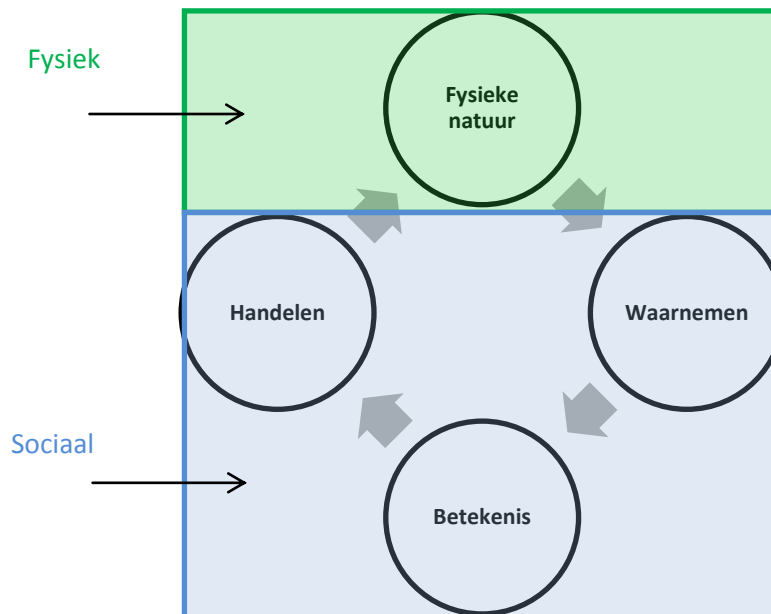 Fysiek
Fysieke
natuur
Handelen
Waarnemen
Sociaal
Betekenis